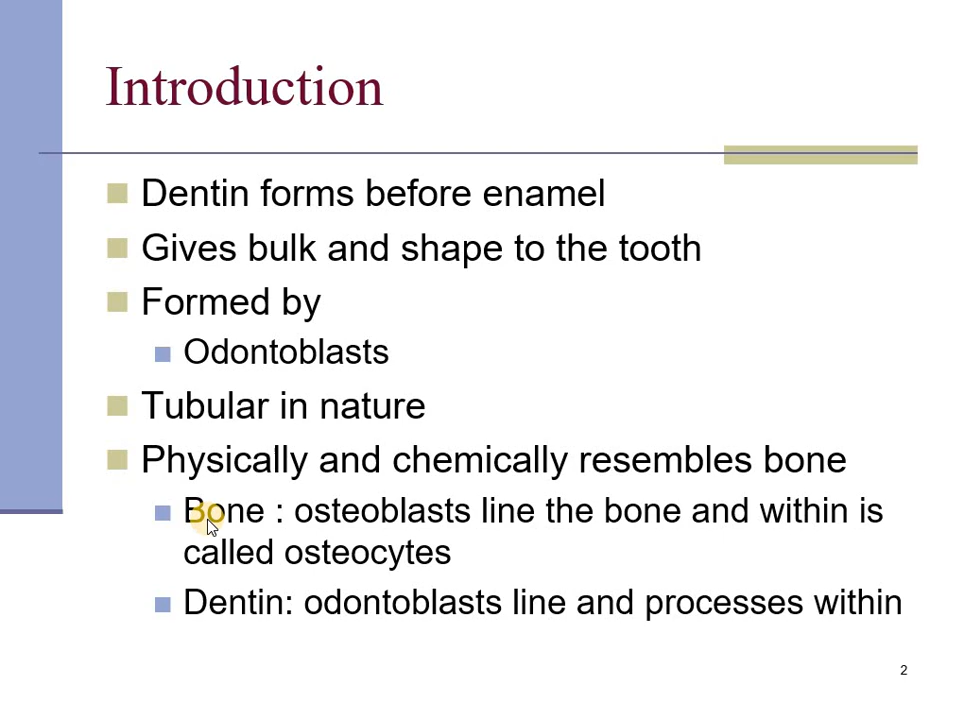 Introduction
Dentin forms before enamel
Gives bulk and shape to the tooth
Formed by
Odontoblasts
Tubular in nature
Physically and chemically resembles bone
Bone : osteoblasts line the bone and within is
called osteocytes
Dentin: odontoblasts line and processes within
2